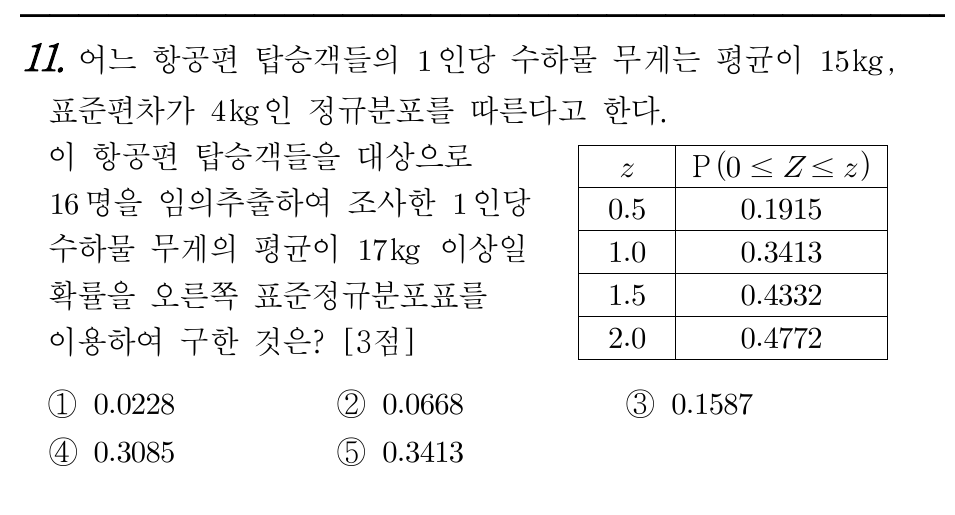 11. 어느 항공편 탑승객들의 1인당 수하물 무게는 평균이 15kg,
표준편차가 4kg인 정규분포를 따른다고 한다.
이 항공편 탑승객들을 대상으로
16명을 임의추출하여 조사한 1인당
수하물 무게의 평균이 17kg 이상일
확률을 오른쪽 표준정규분포표를
이용하여 구한 것은? [3점]
z P(0 ≤ Z ≤ z)
0.5 0.1915
1.0 0.3413
1.5 0.4332
2.0 0.4772
① 0.0228 ② 0.0668 ③ 0.1587
④ 0.3085 ⑤ 0.3413